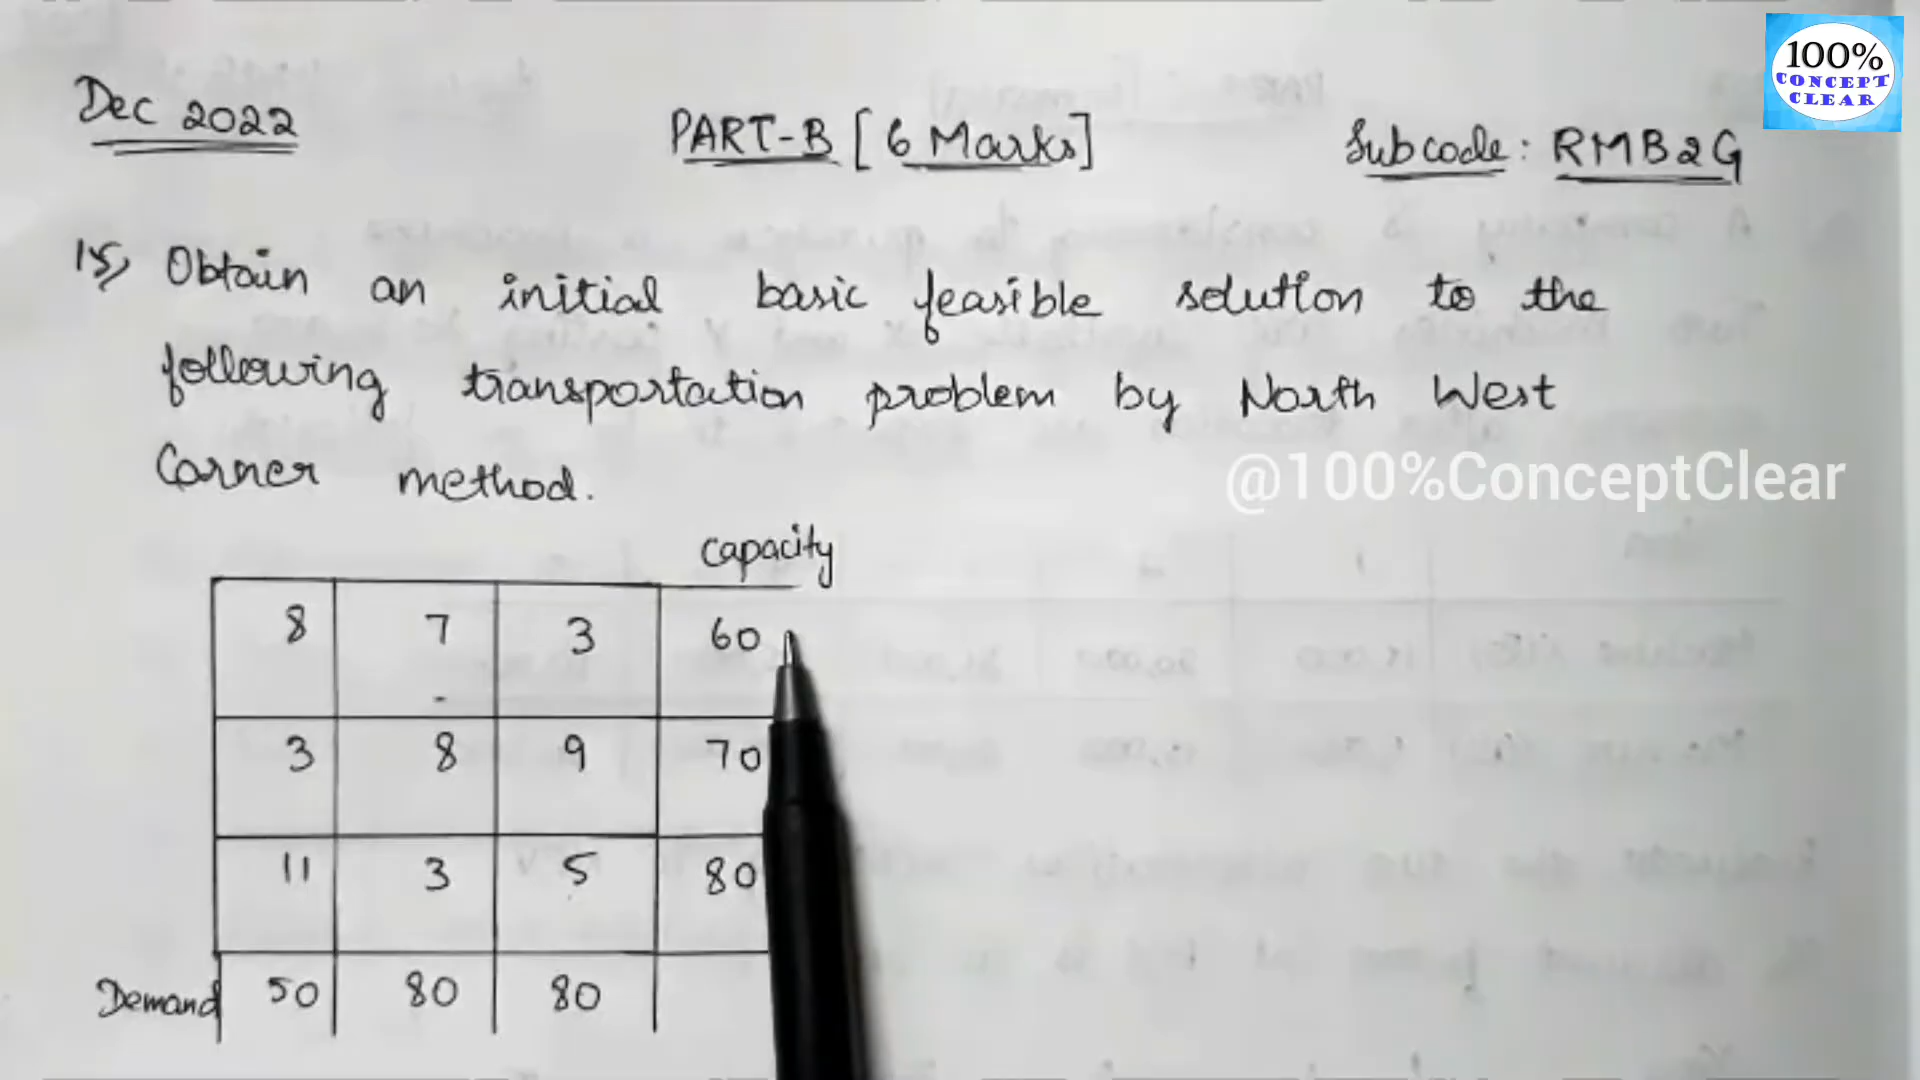 100%
CONCEPT
CLEAR
Dec 2022 PART-B [6 Marks] Subcode: RMB2G
15, Obtain an initial basic feasible solution to the
following transportation problem by North West
Corner method.
@100%ConceptClear
Capacity
8 7 3 60
3 8 9 70
11 3 5 80
Demand 50 80 80